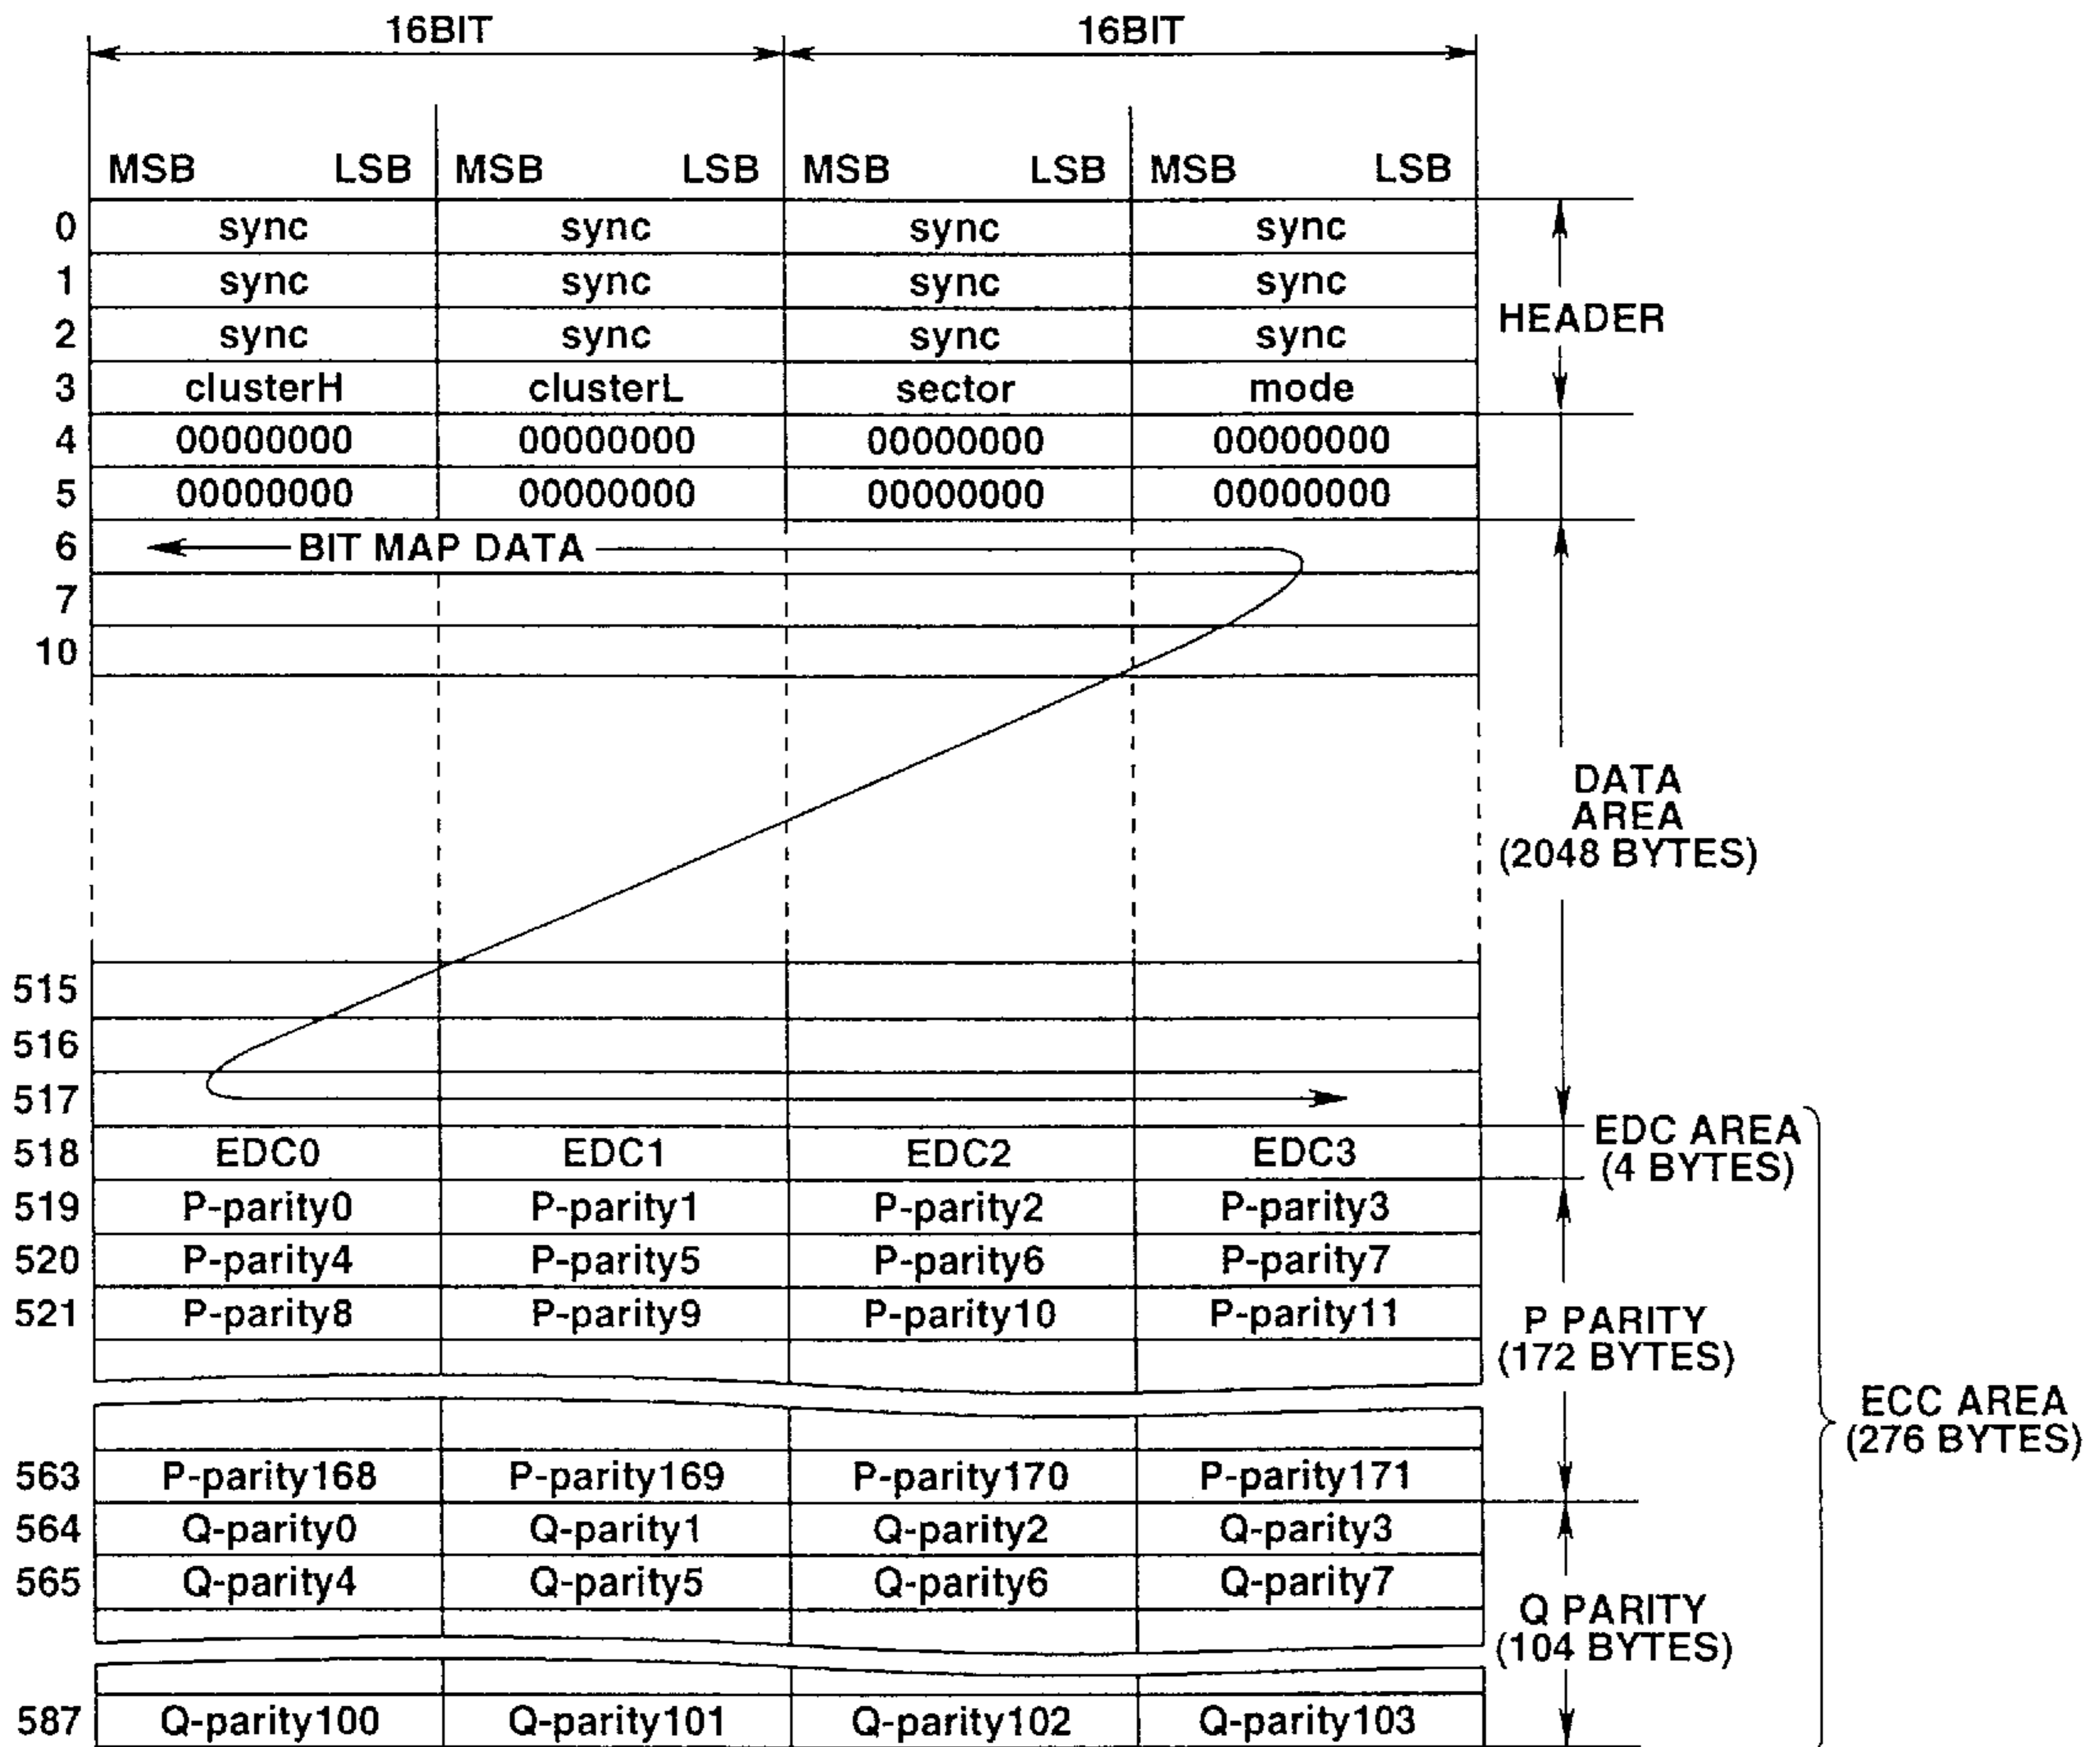 16BIT 16BIT
MSB LSB MSB LSB MSB LSB MSB LSB
0 sync sync sync sync
1 sync sync sync sync
2 sync sync sync sync
HEADER
3 clusterH clusterL sector mode
4 00000000 00000000 00000000 00000000
5 00000000 00000000 00000000 00000000
6 BIT MAP DATA
7
10
DATA
AREA
(2048 BYTES)
515
516
517
EDC AREA
(4 BYTES)
518 EDC0 EDC1 EDC2 EDC3
519 P-parity0 P-parity1 P-parity2 P-parity3
520 P-parity4 P-parity5 P-parity6 P-parity7
521 P-parity8 P-parity9 P-parity10 P-parity11
P PARITY
(172 BYTES)
ECC AREA
(276 BYTES)
563 P-parity168 P-parity169 P-parity170 P-parity171
564 Q-parity0 Q-parity1 Q-parity2 Q-parity3
565 Q-parity4 Q-parity5 Q-parity6 Q-parity7
Q PARITY
(104 BYTES)
587 Q-parity100 Q-parity101 Q-parity102 Q-parity103